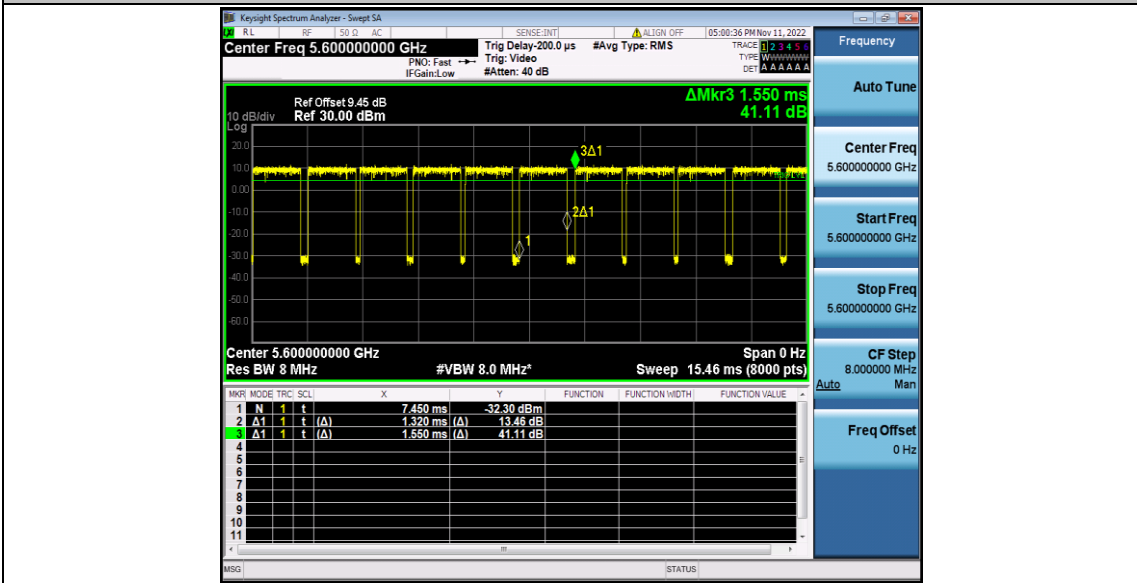 Keysight Spectrum Analyzer - Swept SA
RL RF 50 Ω AC SENSE:INT ALIGN OFF 05:00:36 PM Nov 11, 2022
Center Freq 5.600000000 GHz
PNO: Fast
IFGain:Low
Trig Delay-200.0 µs
Trig: Video
#Atten: 40 dB
#Avg Type: RMS
TRACE 1 2 3 4 5 6
TYPE WWWWWW
DET A A A A A A
ΔMkr3 1.550 ms
41.11 dB
Ref Offset 9.45 dB
10 dB/div Ref 30.00 dBm
Log
20.0
10.0
0.00
-10.0
-20.0
-30.0
-40.0
-50.0
-60.0
3Δ1
2Δ1
1
Center 5.600000000 GHz Span 0 Hz
Res BW 8 MHz #VBW 8.0 MHz* Sweep 15.46 ms (8000 pts)
MKR MODE TRC SCL X Y FUNCTION FUNCTION WIDTH FUNCTION VALUE
1 N 1 t 7.450 ms -32.30 dBm
2 Δ1 1 t (Δ) 1.320 ms (Δ) 13.46 dB
3 Δ1 1 t (Δ) 1.550 ms (Δ) 41.11 dB
4
5
6
7
8
9
10
11
MSG STATUS
Frequency
Auto Tune
Center Freq
5.600000000 GHz
Start Freq
5.600000000 GHz
Stop Freq
5.600000000 GHz
CF Step
8.000000 MHz
Auto Man
Freq Offset
0 Hz